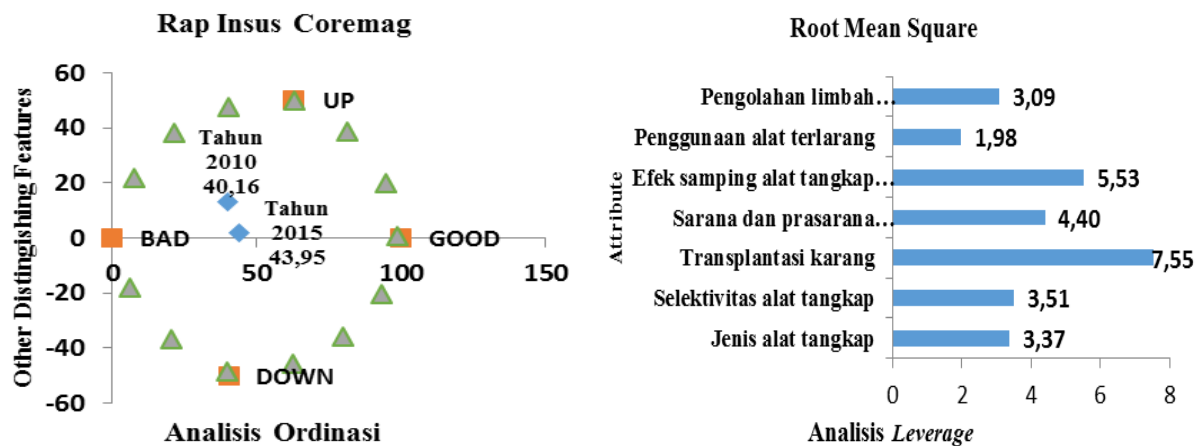 Rap Insus Coremag
Other Distingishing Features
60
40
20
0
-20
-40
-60
0
50
100
150
UP
Tahun
2010
40,16
Tahun
2015
43,95
BAD
GOOD
DOWN
Analisis Ordinasi
Root Mean Square
Attribute
Pengolahan limbah... 3,09
Penggunaan alat terlarang 1,98
Efek samping alat tangkap... 5,53
Sarana dan prasarana... 4,40
Transplantasi karang 7,55
Selektivitas alat tangkap 3,51
Jenis alat tangkap 3,37
0 2 4 6 8
Analisis Leverage